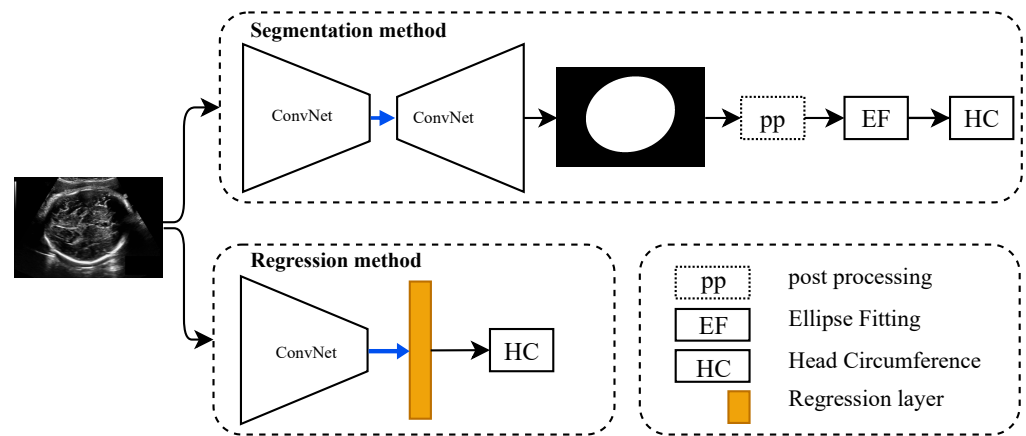 Segmentation method
ConvNet
ConvNet
pp
EF
HC
Regression method
ConvNet
HC
pp post processing
EF Ellipse Fitting
HC Head Circumference
Regression layer